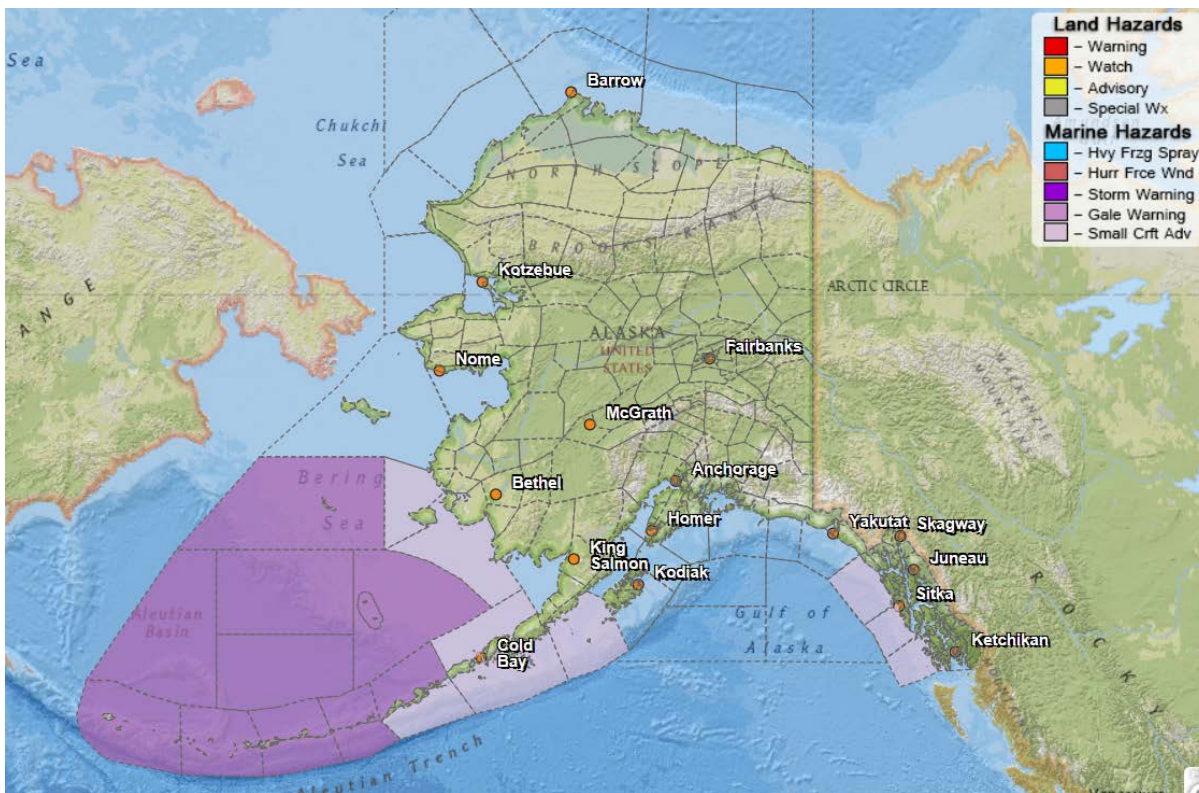 Land Hazards
– Warning
– Watch
– Advisory
– Special Wx
Marine Hazards
– Hvy Frzg Spray
– Hurr Frce Wnd
– Storm Warning
– Gale Warning
– Small Crft Adv
Sea
Barrow
Chukchi
Sea
NORTH SLOPE
BROOKS RANGE
Kotzebue
ANGE
ARCTIC CIRCLE
ALASKA
UNITED
STATES
Fairbanks
Nome
MACKENZIE
MOUNTAINS
McGrath
Anchorage
Bering
Sea
Bethel
Homer
Yakutat
Skagway
King
Salmon
Kodiak
Juneau
Sitka
ROCKY
Aleutian
Basin
Gulf of
Alaska
Cold
Bay
Ketchikan
Aleutian Trench
Vancouver